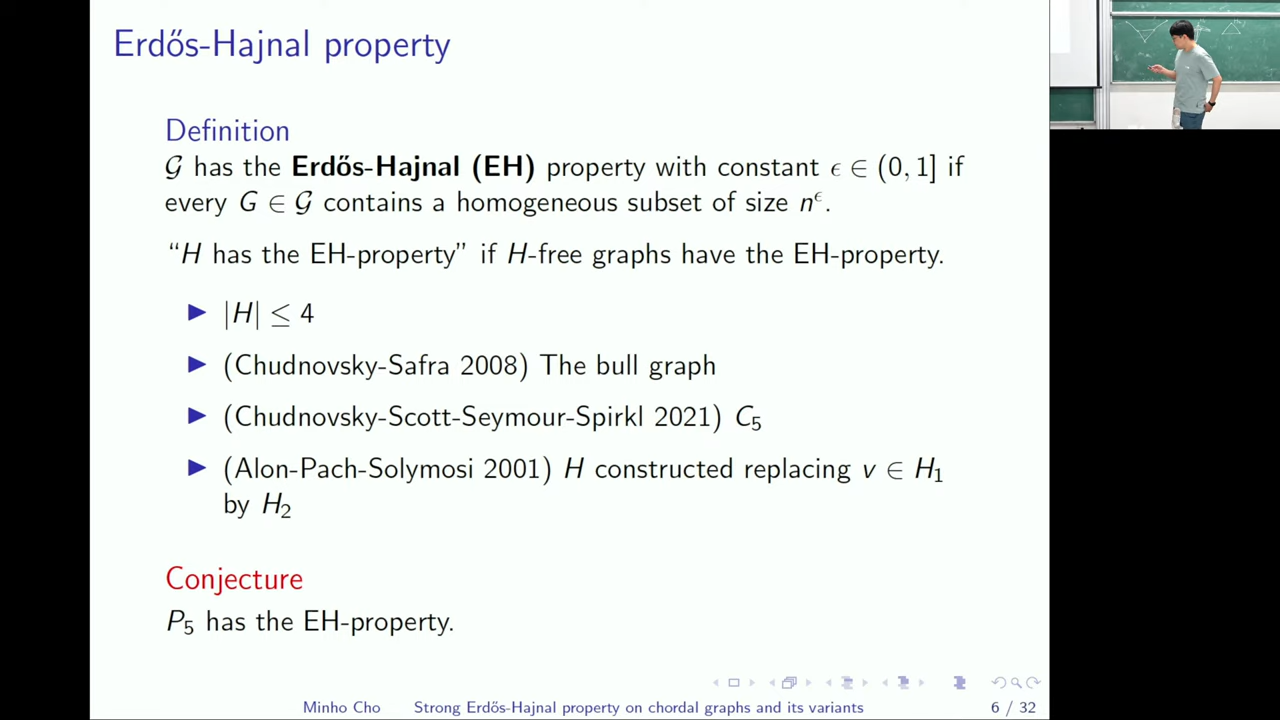 Erdős-Hajnal property
Definition
𝒢 has the Erdős-Hajnal (EH) property with constant ϵ ∈ (0, 1] if
every G ∈ 𝒢 contains a homogeneous subset of size n^ϵ.
“H has the EH-property” if H-free graphs have the EH-property.
▶ |H| ≤ 4
▶ (Chudnovsky-Safra 2008) The bull graph
▶ (Chudnovsky-Scott-Seymour-Spirkl 2021) C₅
▶ (Alon-Pach-Solymosi 2001) H constructed replacing v ∈ H₁
by H₂
Conjecture
P₅ has the EH-property.
Minho Cho Strong Erdős-Hajnal property on chordal graphs and its variants 6 / 32